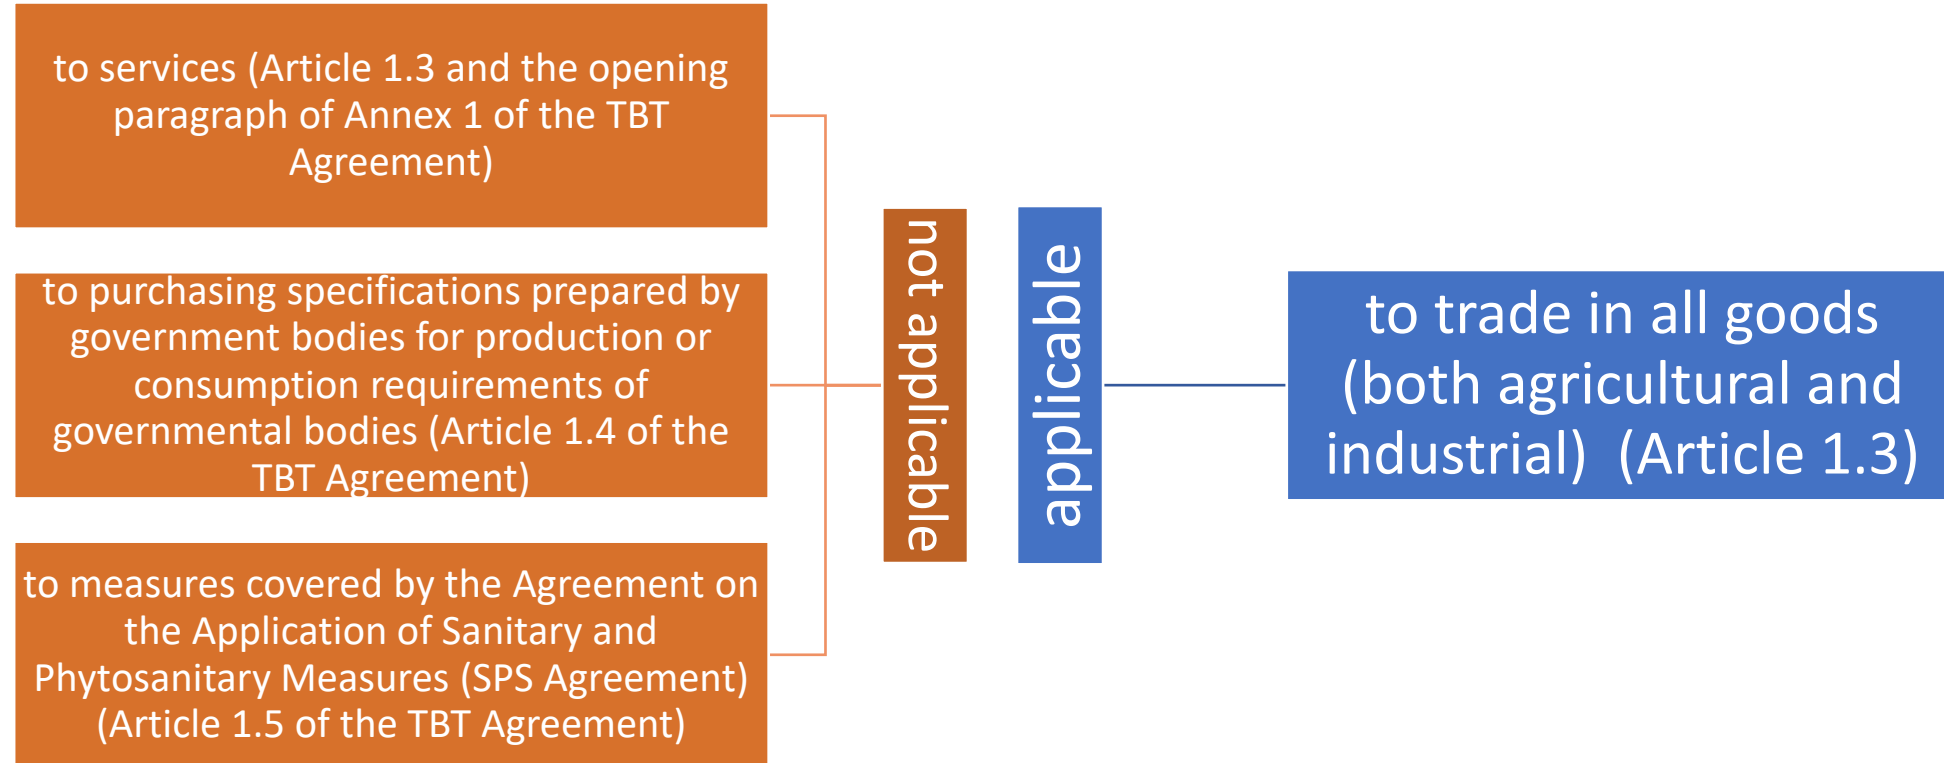 to services (Article 1.3 and the opening
paragraph of Annex 1 of the TBT
Agreement)
to purchasing specifications prepared by
government bodies for production or
consumption requirements of
governmental bodies (Article 1.4 of the
TBT Agreement)
to measures covered by the Agreement on
the Application of Sanitary and
Phytosanitary Measures (SPS Agreement)
(Article 1.5 of the TBT Agreement)
not applicable
applicable
to trade in all goods
(both agricultural and
industrial)  (Article 1.3)